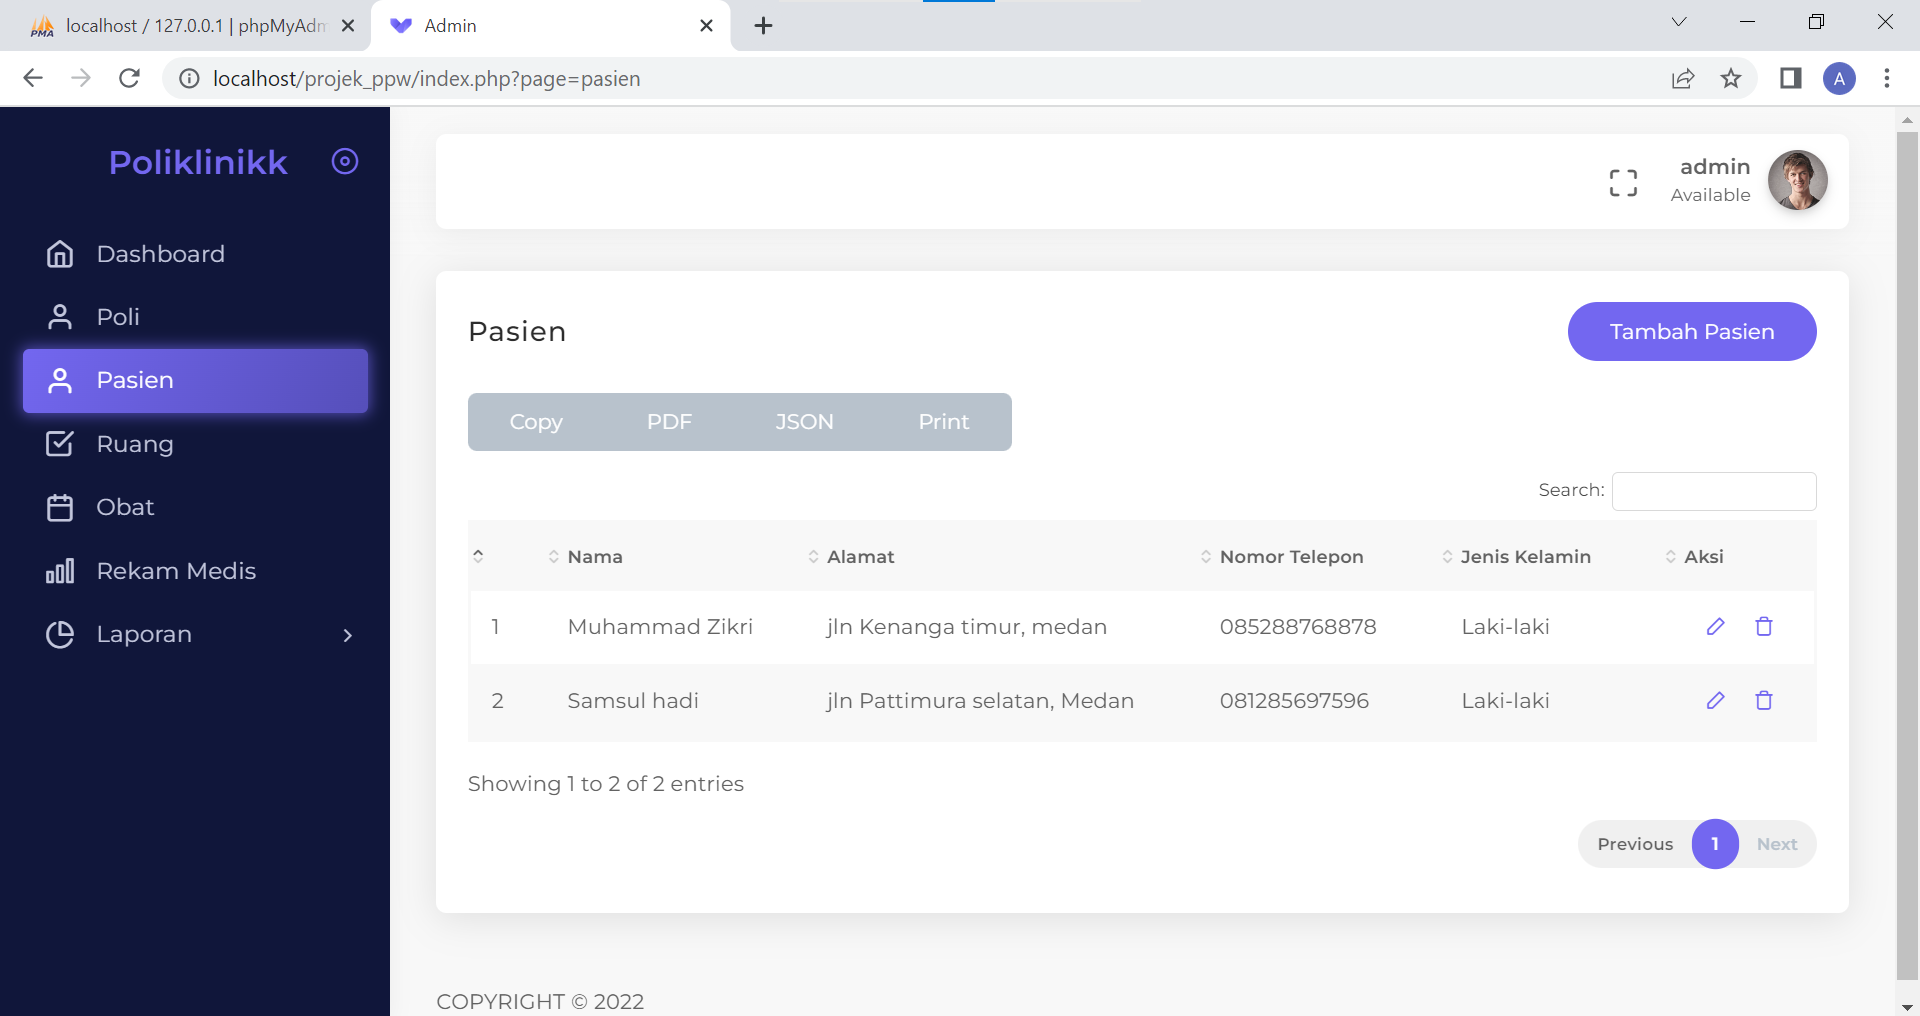 localhost / 127.0.0.1 | phpMyAdm
Admin
localhost/projek_ppw/index.php?page=pasien
A
Poliklinikk
admin
Available
Dashboard
Poli
Pasien
Ruang
Obat
Rekam Medis
Laporan
Pasien
Tambah Pasien
Copy PDF JSON Print
Search:
Nama Alamat Nomor Telepon Jenis Kelamin Aksi
1 Muhammad Zikri jln Kenanga timur, medan 085288768878 Laki-laki
2 Samsul hadi jln Pattimura selatan, Medan 081285697596 Laki-laki
Showing 1 to 2 of 2 entries
Previous 1 Next
COPYRIGHT © 2022